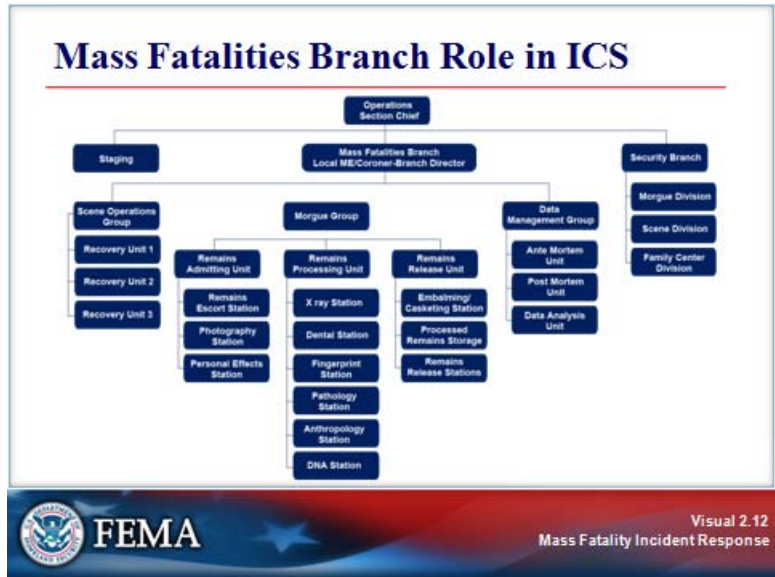 Mass Fatalities Branch Role in ICS
Operations
Section Chief
Staging
Mass Fatalities Branch
Local ME/Coroner-Branch Director
Security Branch
Scene Operations
Group
Recovery Unit 1
Recovery Unit 2
Recovery Unit 3
Morgue Group
Remains
Admitting Unit
Remains
Escort Station
Photography
Station
Personal Effects
Station
Remains
Processing Unit
X ray Station
Dental Station
Fingerprint
Station
Pathology
Station
Anthropology
Station
DNA Station
Remains
Release Unit
Embalming/
Casketing Station
Processed
Remains Storage
Remains
Release Stations
Data
Management Group
Ante Mortem
Unit
Post Mortem
Unit
Data Analysis
Unit
Morgue Division
Scene Division
Family Center
Division
U.S. DEPARTMENT OF
HOMELAND SECURITY
FEMA
Visual 2.12
Mass Fatality Incident Response